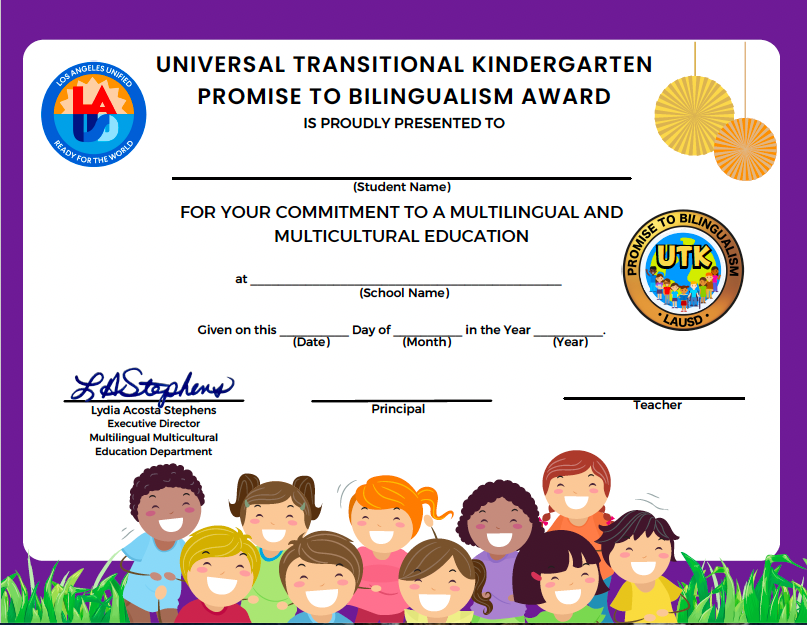 UNIVERSAL TRANSITIONAL KINDERGARTEN
PROMISE TO BILINGUALISM AWARD
IS PROUDLY PRESENTED TO
LOS ANGELES UNIFIED
LAUSD
READY FOR THE WORLD
(Student Name)
FOR YOUR COMMITMENT TO A MULTILINGUAL AND
MULTICULTURAL EDUCATION
PROMISE TO BILINGUALISM
UTK
• LAUSD •
at ____________________
(School Name)
Given on this __________ Day of __________ in the Year __________.
(Date) (Month) (Year)
LAStephens
Lydia Acosta Stephens
Executive Director
Multilingual Multicultural
Education Department
Principal
Teacher